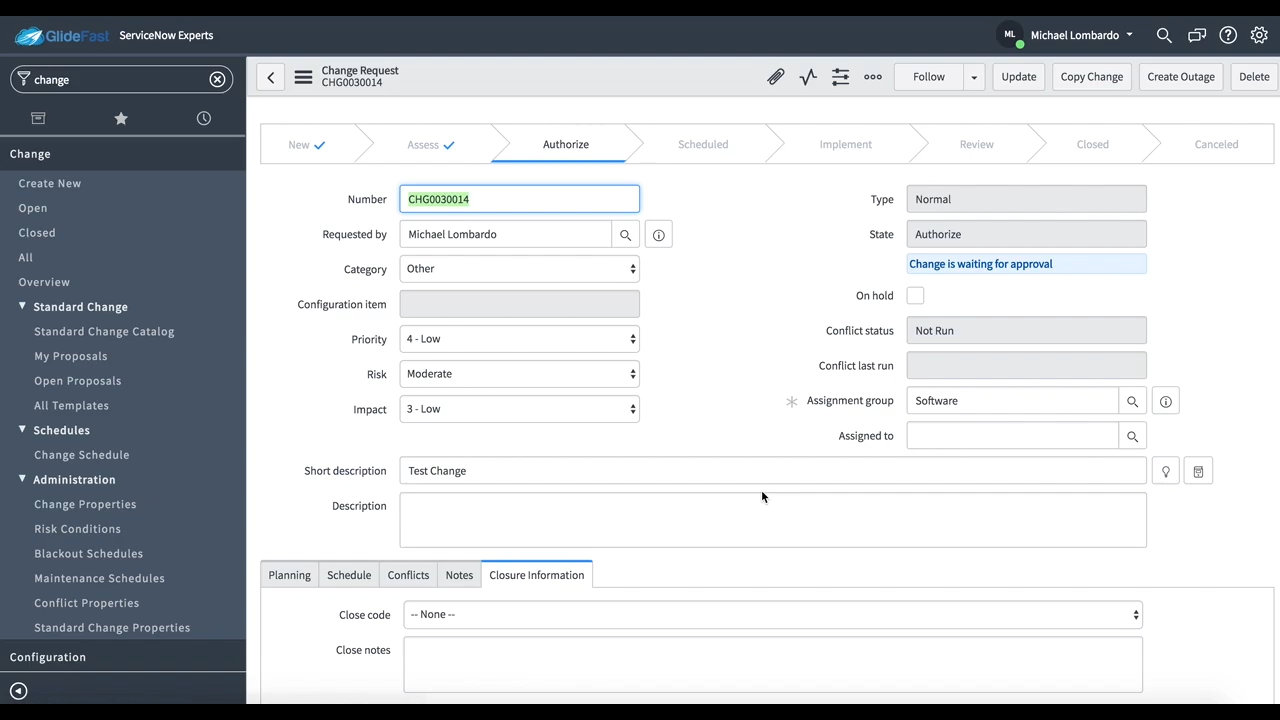 GlideFast ServiceNow Experts
ML Michael Lombardo
change
Change
Create New
Open
Closed
All
Overview
Standard Change
Standard Change Catalog
My Proposals
Open Proposals
All Templates
Schedules
Change Schedule
Administration
Change Properties
Risk Conditions
Blackout Schedules
Maintenance Schedules
Conflict Properties
Standard Change Properties
Configuration
Change Request
CHG0030014
Follow Update Copy Change Create Outage Delete
New Assess Authorize Scheduled Implement Review Closed Canceled
Number CHG0030014
Requested by Michael Lombardo
Category Other
Configuration item
Priority 4 - Low
Risk Moderate
Impact 3 - Low
Type Normal
State Authorize
Change is waiting for approval
On hold
Conflict status Not Run
Conflict last run
Assignment group Software
Assigned to
Short description Test Change
Description
Planning Schedule Conflicts Notes Closure Information
Close code -- None --
Close notes